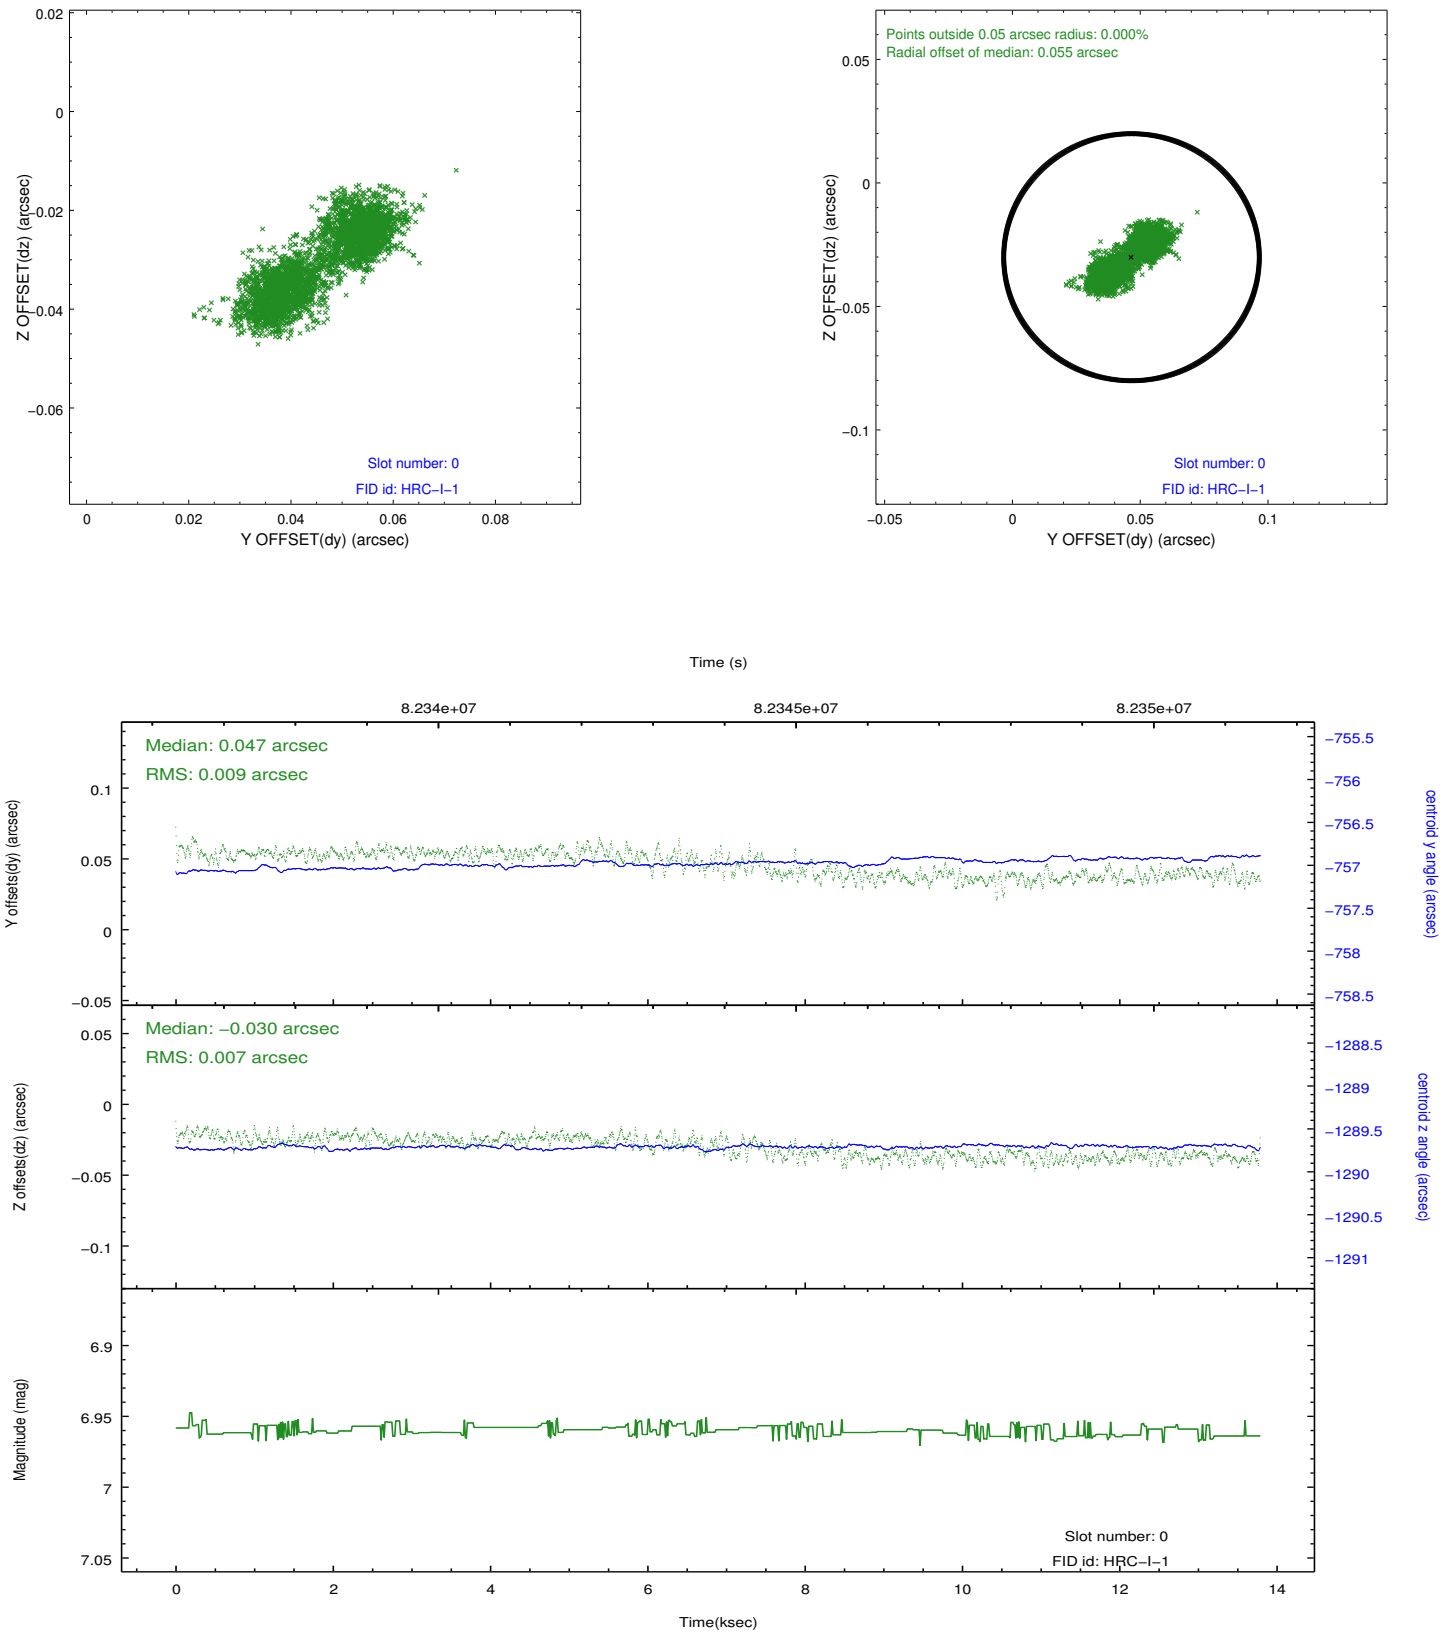 0.02
0
−0.02
−0.04
−0.06
Z OFFSET(dz) (arcsec)
Slot number: 0
FID id: HRC−I−1
0 0.02 0.04 0.06 0.08
Y OFFSET(dy) (arcsec)
Points outside 0.05 arcsec radius: 0.000%
Radial offset of median: 0.055 arcsec
0.05
0
−0.05
−0.1
Z OFFSET(dz) (arcsec)
Slot number: 0
FID id: HRC−I−1
−0.05 0 0.05 0.1
Y OFFSET(dy) (arcsec)
Time (s)
8.234e+07 8.2345e+07 8.235e+07
Median: 0.047 arcsec
RMS: 0.009 arcsec
0.1
0.05
0
−0.05
Y offsets(dy) (arcsec)
−755.5
−756
−756.5
−757
−757.5
−758
−758.5
centroid y angle (arcsec)
Median: −0.030 arcsec
RMS: 0.007 arcsec
0.05
0
−0.05
−0.1
Z offsets(dz) (arcsec)
−1288.5
−1289
−1289.5
−1290
−1290.5
−1291
centroid z angle (arcsec)
6.9
6.95
7
7.05
Magnitude (mag)
Slot number: 0
FID id: HRC−I−1
0 2 4 6 8 10 12 14
Time(ksec)